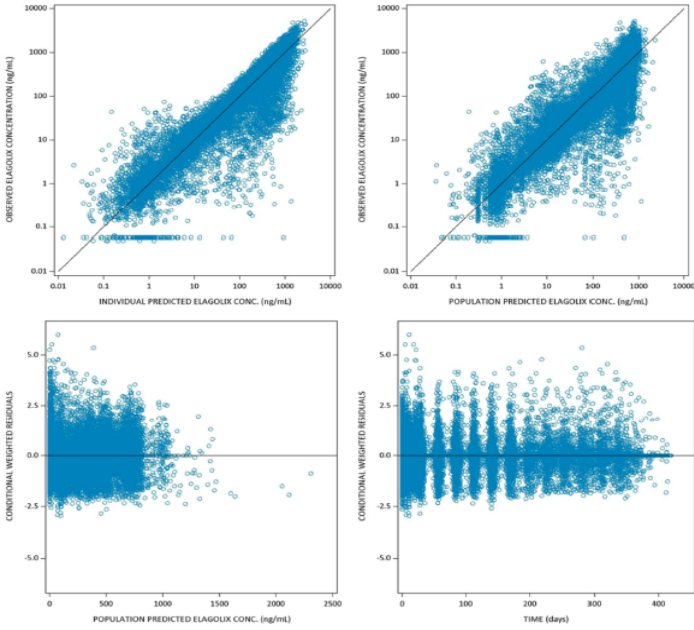 10000
1000
100
10
1
0.1
0.01
OBSERVED ELAGOLIX CONCENTRATION (ng/mL)
0.01 0.1 1 10 100 1000 10000
INDIVIDUAL PREDICTED ELAGOLIX CONC. (ng/mL)
10000
1000
100
10
1
0.1
0.01
OBSERVED ELAGOLIX CONCENTRATION (ng/mL)
0.01 0.1 1 10 100 1000 10000
POPULATION PREDICTED ELAGOLIX CONC. (ng/mL)
5.0
2.5
0.0
-2.5
-5.0
CONDITIONAL WEIGHTED RESIDUALS
0 500 1000 1500 2000 2500
POPULATION PREDICTED ELAGOLIX CONC. (ng/mL)
5.0
2.5
0.0
-2.5
-5.0
CONDITIONAL WEIGHTED RESIDUALS
0 100 200 300 400
TIME (days)